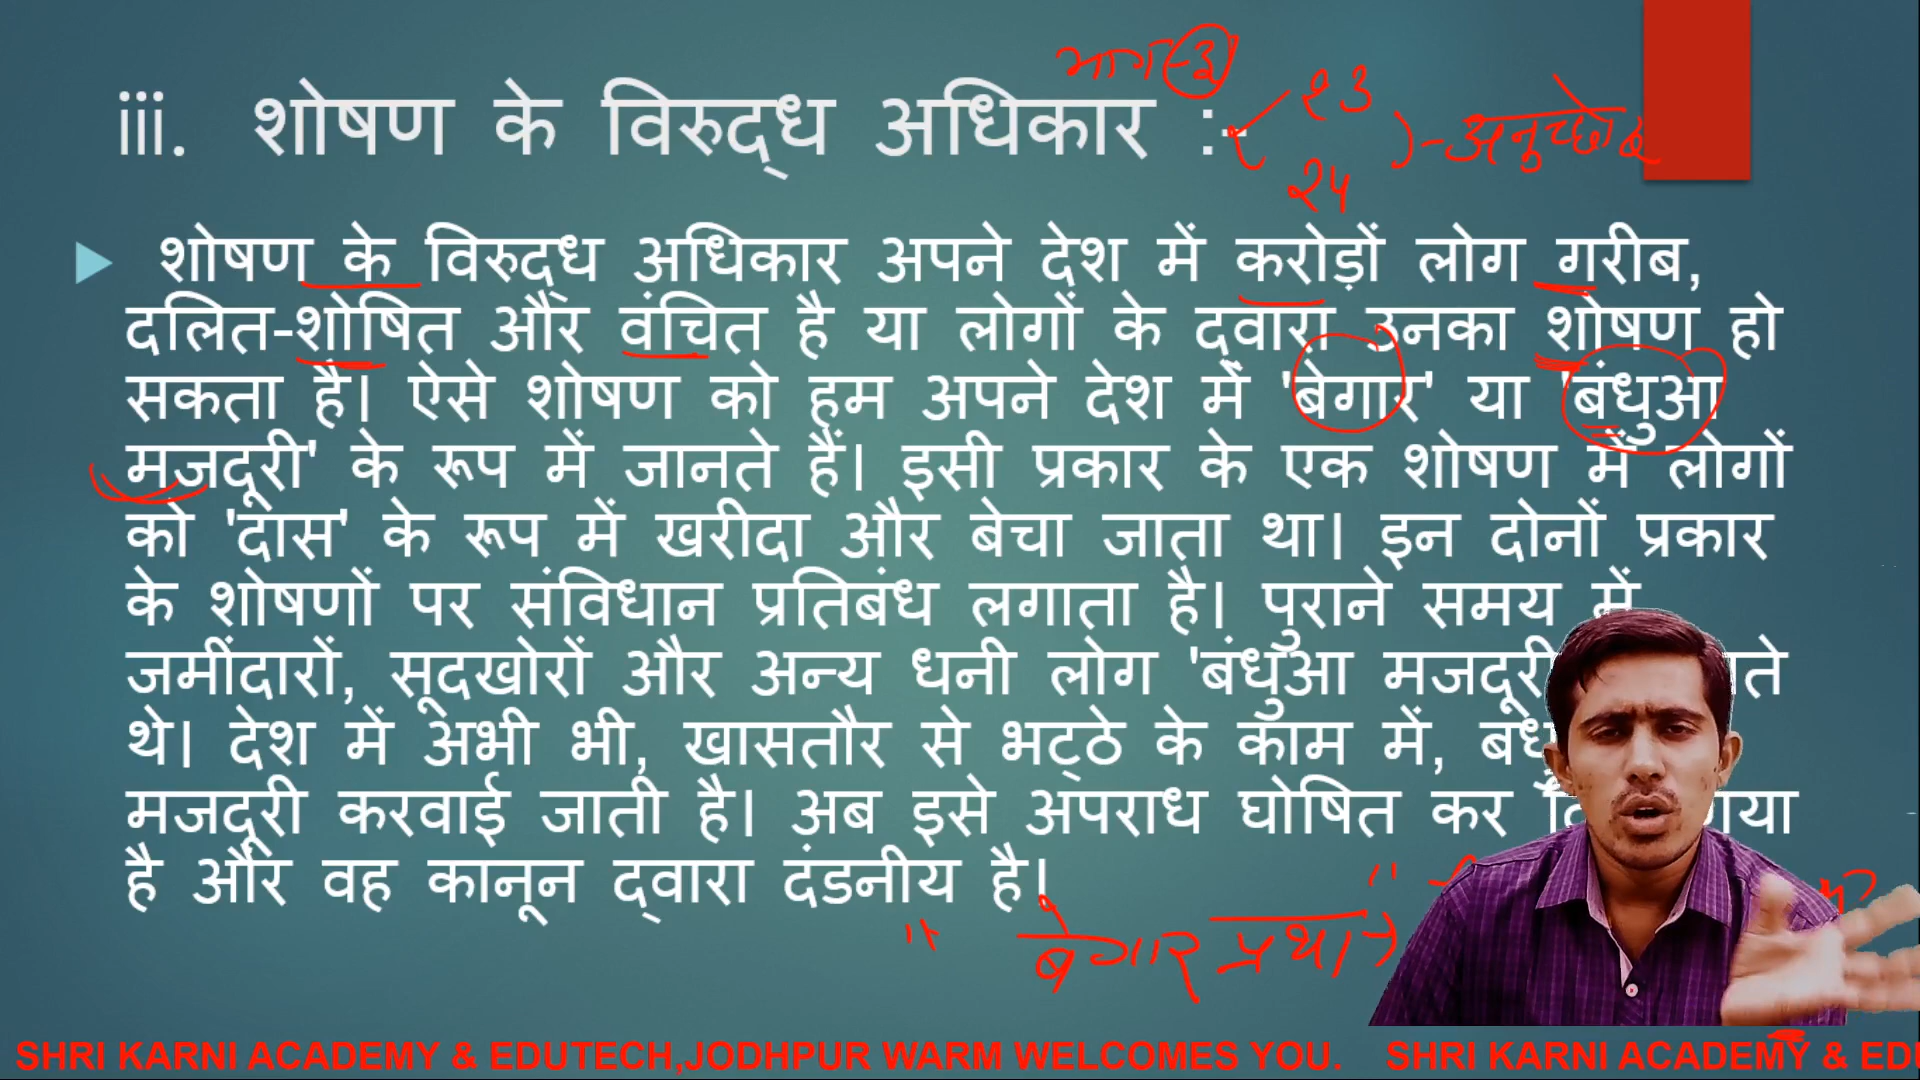 भाग-3
iii. शोषण के विरुद्ध अधिकार :-
23
24
)-अनुच्छेद
शोषण के विरुद्ध अधिकार अपने देश में करोड़ों लोग गरीब,
दलित-शोषित और वंचित है या लोगों के द्वारा उनका शोषण हो
सकता है। ऐसे शोषण को हम अपने देश में 'बेगार' या 'बंधुआ
मजदूरी' के रूप में जानते हैं। इसी प्रकार के एक शोषण में लोगों
को 'दास' के रूप में खरीदा और बेचा जाता था। इन दोनों प्रकार
के शोषणों पर संविधान प्रतिबंध लगाता है। पुराने समय में
जमींदारों, सूदखोरों और अन्य धनी लोग 'बंधुआ मजदूरी
थे। देश में अभी भी, खासतौर से भट्ठे के काम में,
मजदूरी करवाई जाती है। अब इसे अपराध घोषित कर
है और वह कानून द्वारा दंडनीय है।
बेगार प्रथा
SHRI KARNI ACADEMY & EDUTECH,JODHPUR WARM WELCOMES YOU. SHRI KARNI ACADEMY & EDU